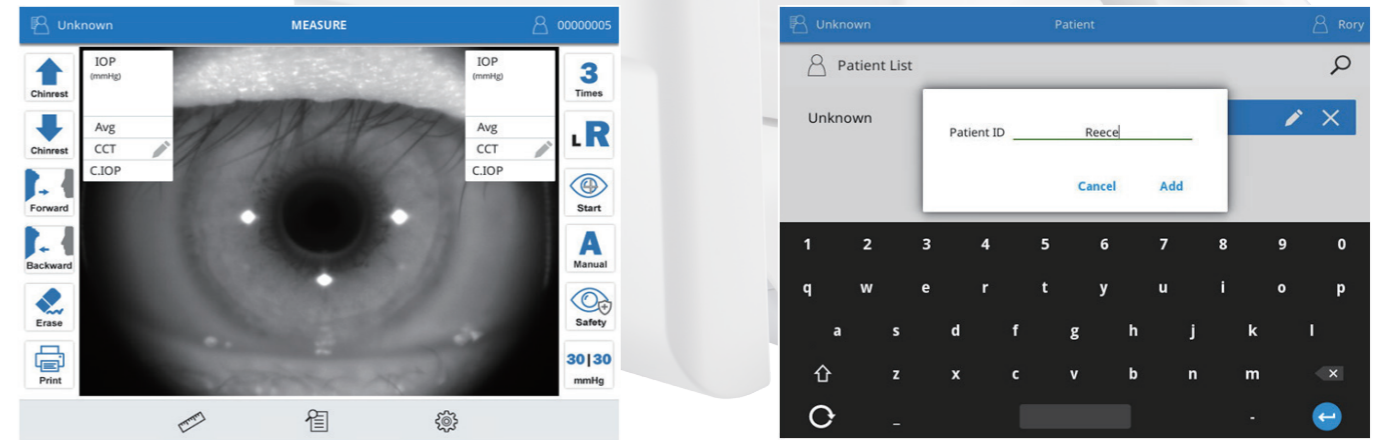 Unknown
MEASURE
00000005
Chinrest
Chinrest
Forward
Backward
Erase
Print
IOP
(mmHg)
Avg
CCT
C.IOP
IOP
(mmHg)
Avg
CCT
C.IOP
3
Times
L R
4
Start
A
Manual
Safety
30|30
mmHg
Unknown
Patient
Rory
Patient List
Unknown
Patient ID Reece
Cancel Add
1 2 3 4 5 6 7 8 9 0
q w e r t y u i o p
a s d f g h j k l
z x c v b n m
_ -